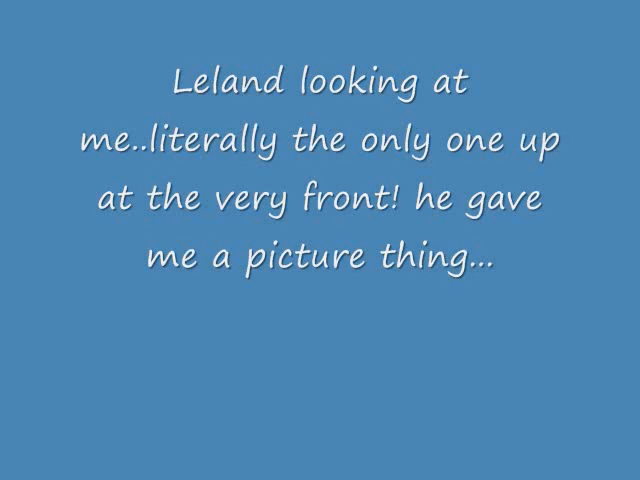 Leland looking at
me..literally the only one up
at the very front! he gave
me a picture thing...